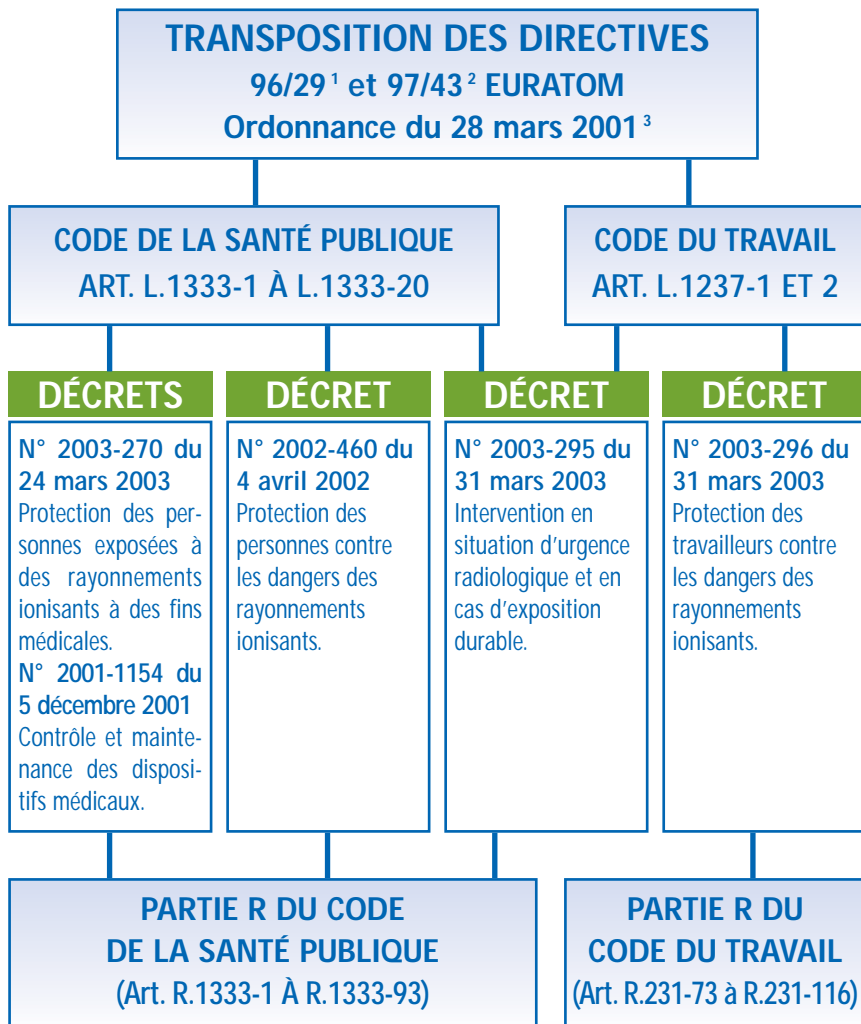 TRANSPOSITION DES DIRECTIVES
96/29 ¹ et 97/43 ² EURATOM
Ordonnance du 28 mars 2001 ³
CODE DE LA SANTÉ PUBLIQUE
ART. L.1333-1 À L.1333-20
CODE DU TRAVAIL
ART. L.1237-1 ET 2
DÉCRETS
N° 2003-270 du
24 mars 2003
Protection des per-
sonnes exposées à
des rayonnements
ionisants à des fins
médicales.
N° 2001-1154 du
5 décembre 2001
Contrôle et mainte-
nance des disposi-
tifs médicaux.
DÉCRET
N° 2002-460 du
4 avril 2002
Protection des
personnes contre
les dangers des
rayonnements
ionisants.
DÉCRET
N° 2003-295 du
31 mars 2003
Intervention en
situation d'urgence
radiologique et en
cas d'exposition
durable.
DÉCRET
N° 2003-296 du
31 mars 2003
Protection des
travailleurs contre
les dangers des
rayonnements
ionisants.
PARTIE R DU CODE
DE LA SANTÉ PUBLIQUE
(Art. R.1333-1 À R.1333-93)
PARTIE R DU
CODE DU TRAVAIL
(Art. R.231-73 à R.231-116)